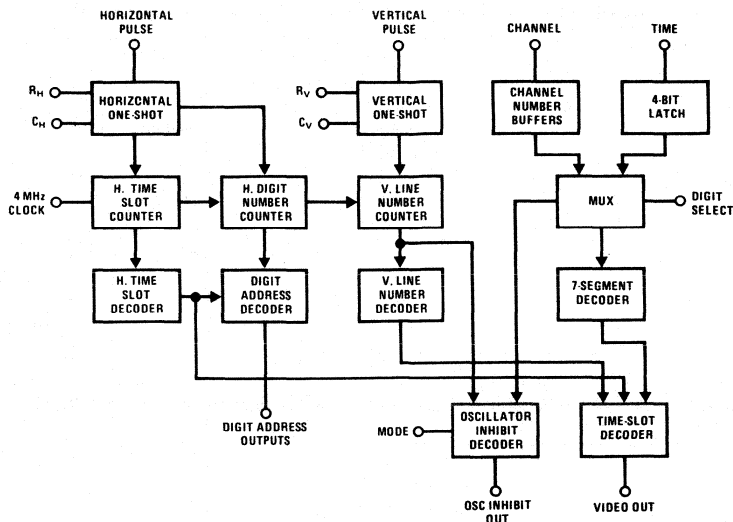 HORIZONTAL
PULSE
VERTICAL
PULSE
CHANNEL
TIME
RH
CH
HORIZCNTAL
ONE-SHOT
RV
CV
VERTICAL
ONE-SHOT
CHANNEL
NUMBER
BUFFERS
4-BIT
LATCH
4 MHz
CLOCK
H. TIME
SLOT
COUNTER
H. DIGIT
NUMBER
COUNTER
V. LINE
NUMBER
COUNTER
MUX
DIGIT
SELECT
H. TIME
SLOT
DECODER
DIGIT
ADDRESS
DECODER
V. LINE
NUMBER
DECODER
7-SEGMENT
DECODER
DIGIT ADDRESS
OUTPUTS
MODE
OSCILLATOR
INHIBIT
DECODER
TIME-SLOT
DECODER
OSC INHIBIT
OUT
VIDEO OUT